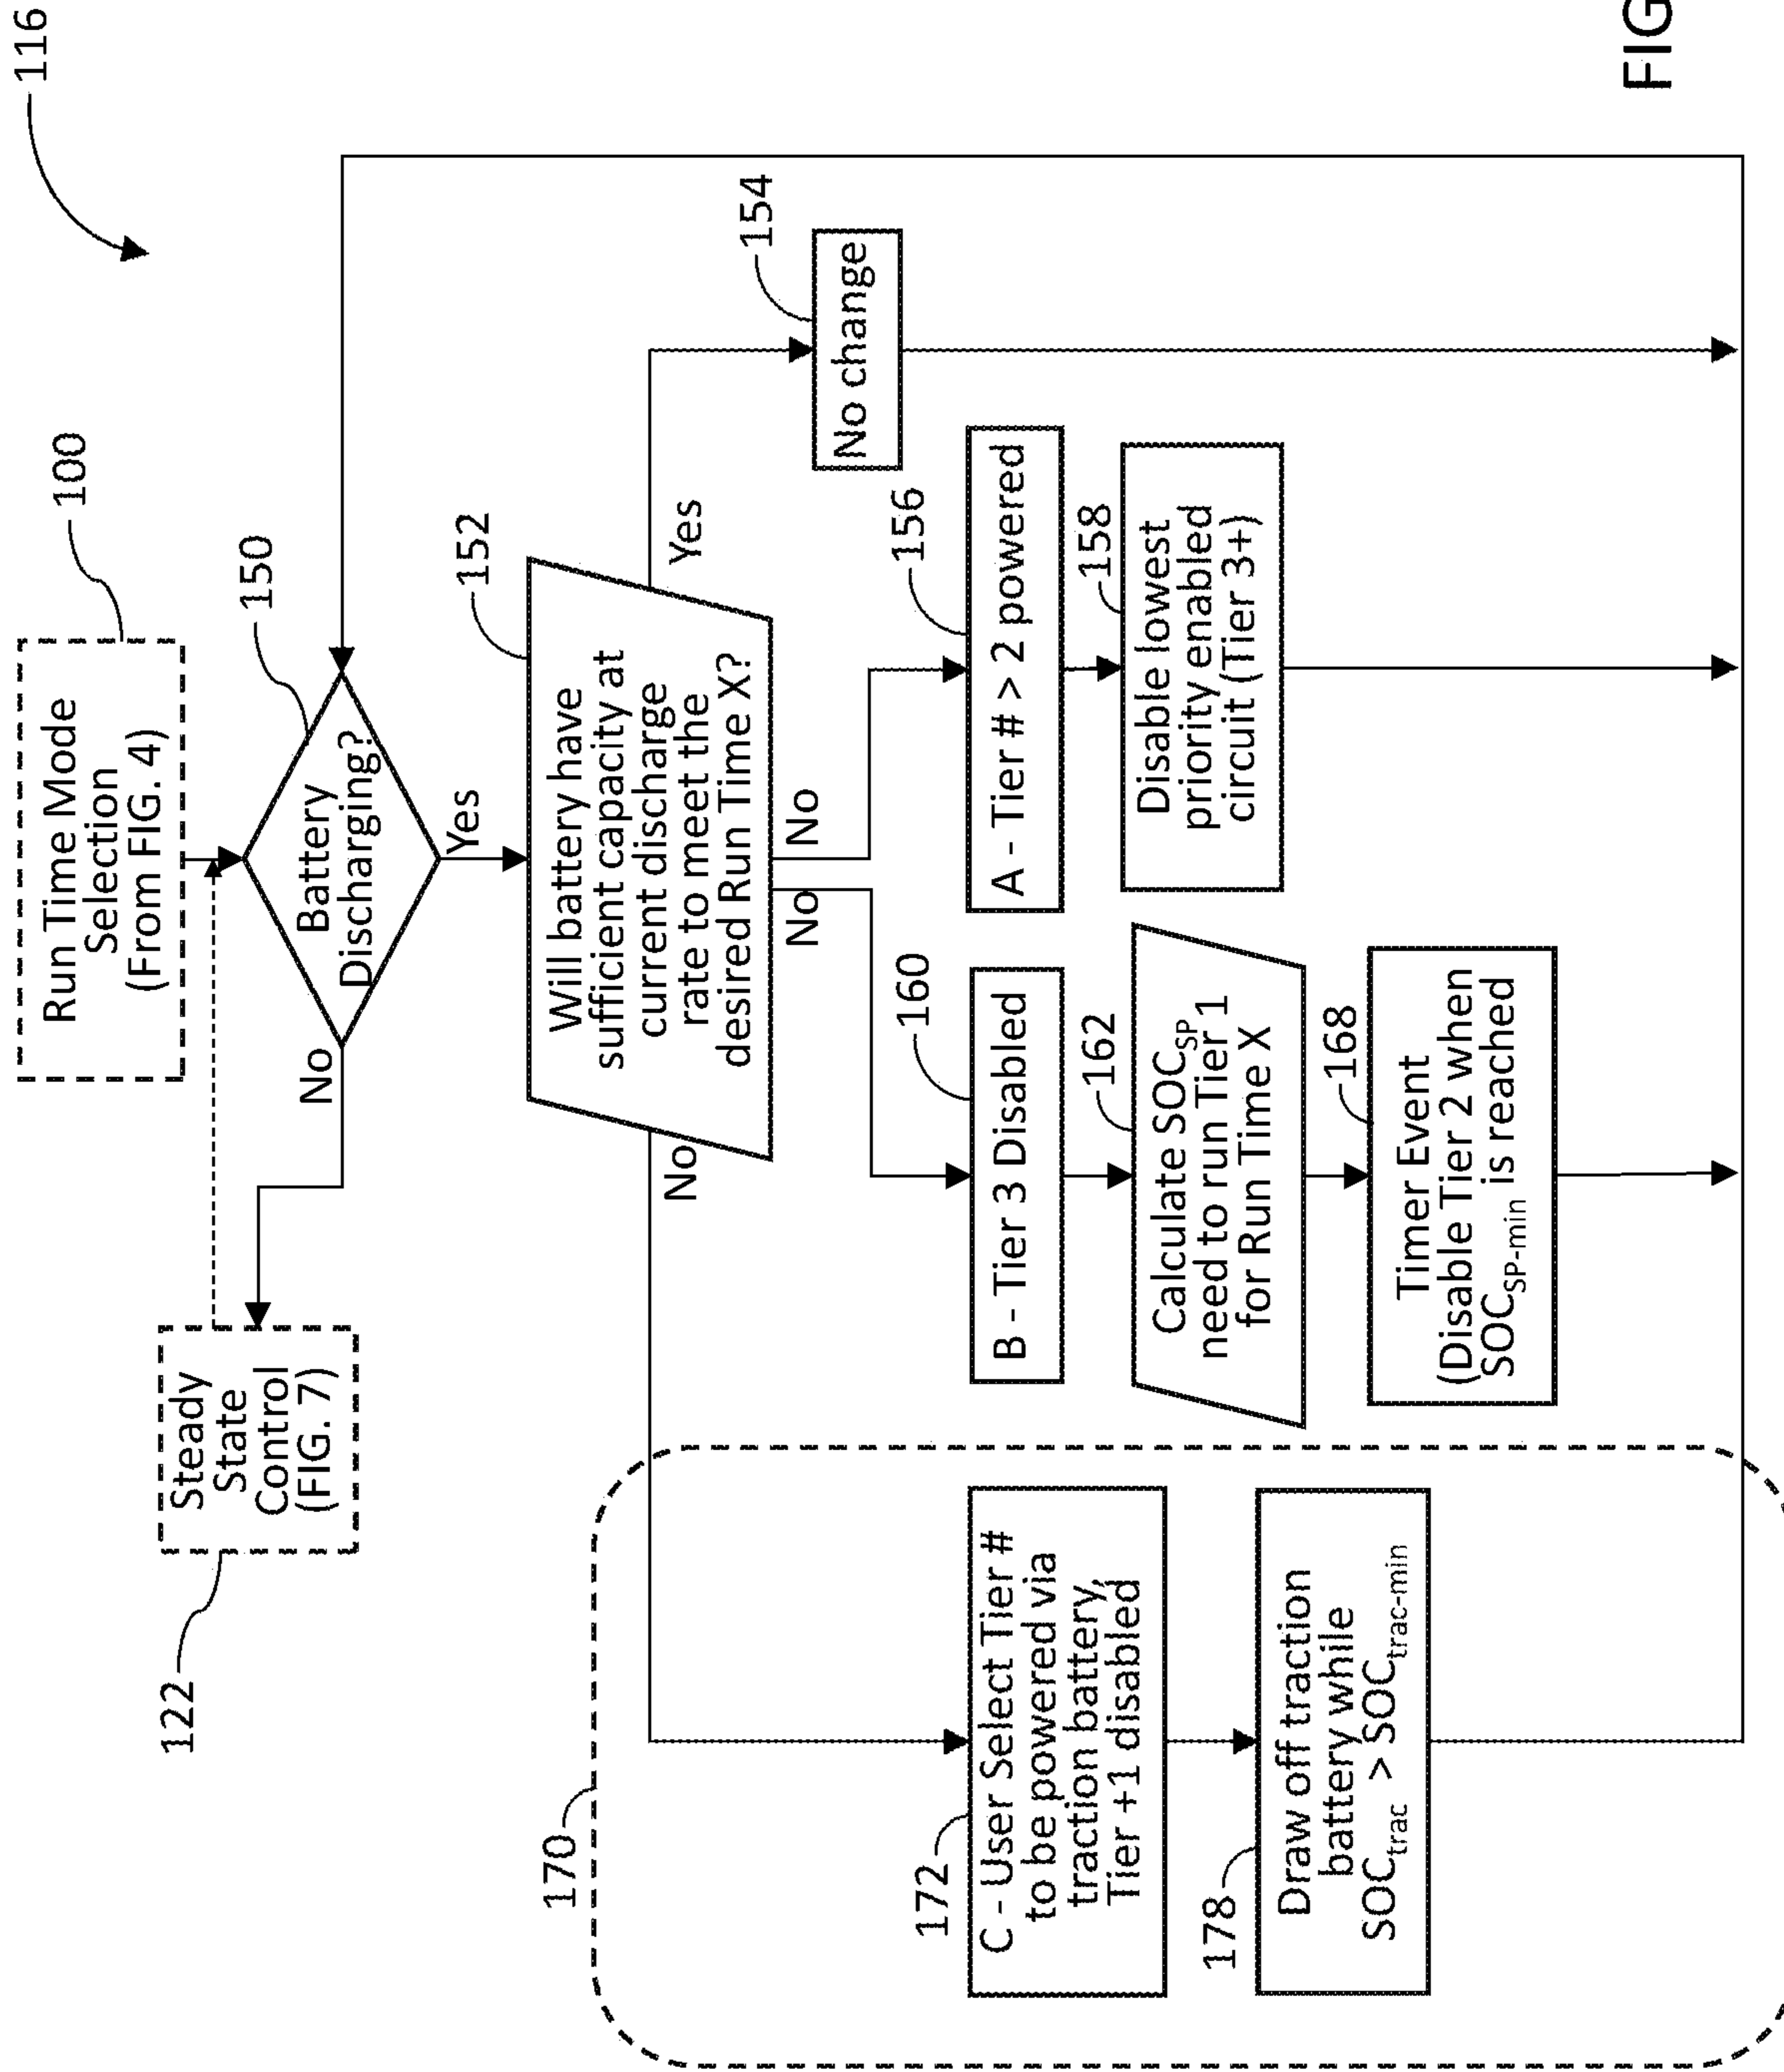 116
Run Time Mode
Selection
(From FIG. 4)
100
Steady
State
Control
(FIG. 7)
122
Battery
Discharging?
150
No
Yes
Will battery have
sufficient capacity at
current discharge
rate to meet the
desired Run Time X?
152
Yes
No
No
No
No change
154
A - Tier # > 2 powered
156
Disable lowest
priority enabled
circuit (Tier 3+)
158
B - Tier 3 Disabled
160
Calculate SOCSP
need to run Tier 1
for Run Time X
162
Timer Event
(Disable Tier 2 when
SOCSP-min is reached
168
170
C - User Select Tier #
to be powered via
traction battery,
Tier +1 disabled
172
Draw off traction
battery while
SOCtrac > SOCtrac-min
178
FIG